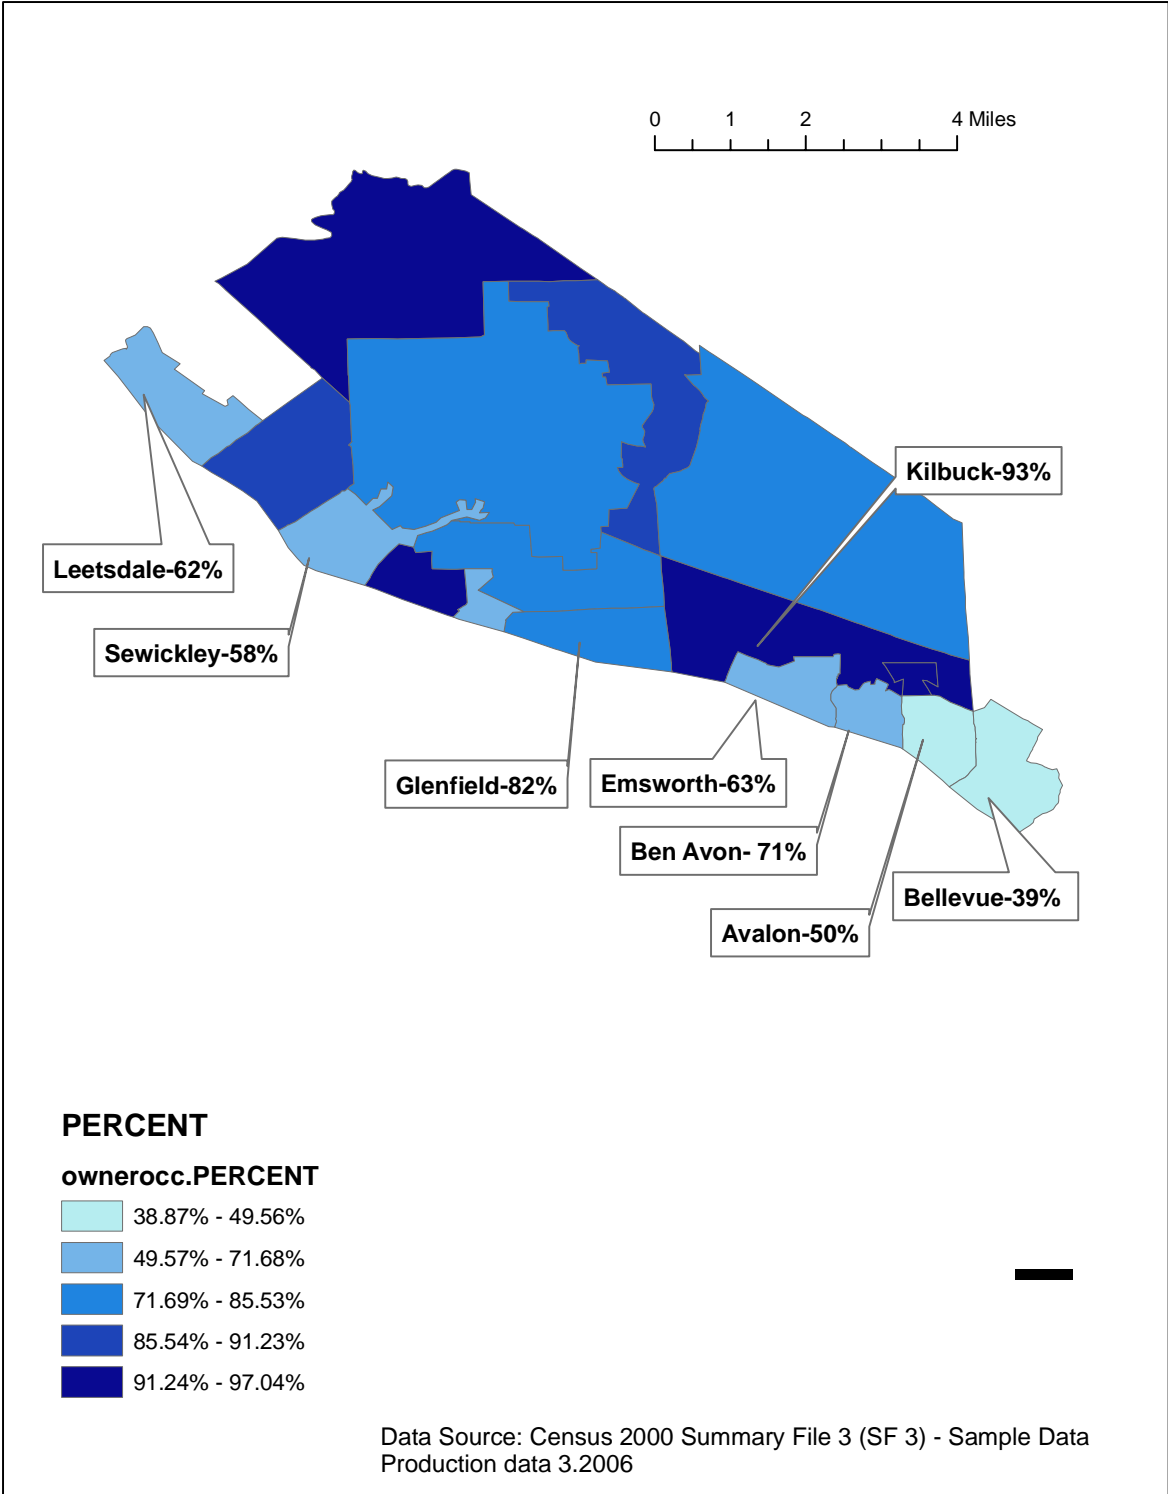 0 1 2 4 Miles
Kilbuck-93%
Leetsdale-62%
Sewickley-58%
Glenfield-82%
Emsworth-63%
Ben Avon- 71%
Bellevue-39%
Avalon-50%
PERCENT
ownerocc.PERCENT
38.87% - 49.56%
49.57% - 71.68%
71.69% - 85.53%
85.54% - 91.23%
91.24% - 97.04%
Data Source: Census 2000 Summary File 3 (SF 3) - Sample Data
Production data 3.2006